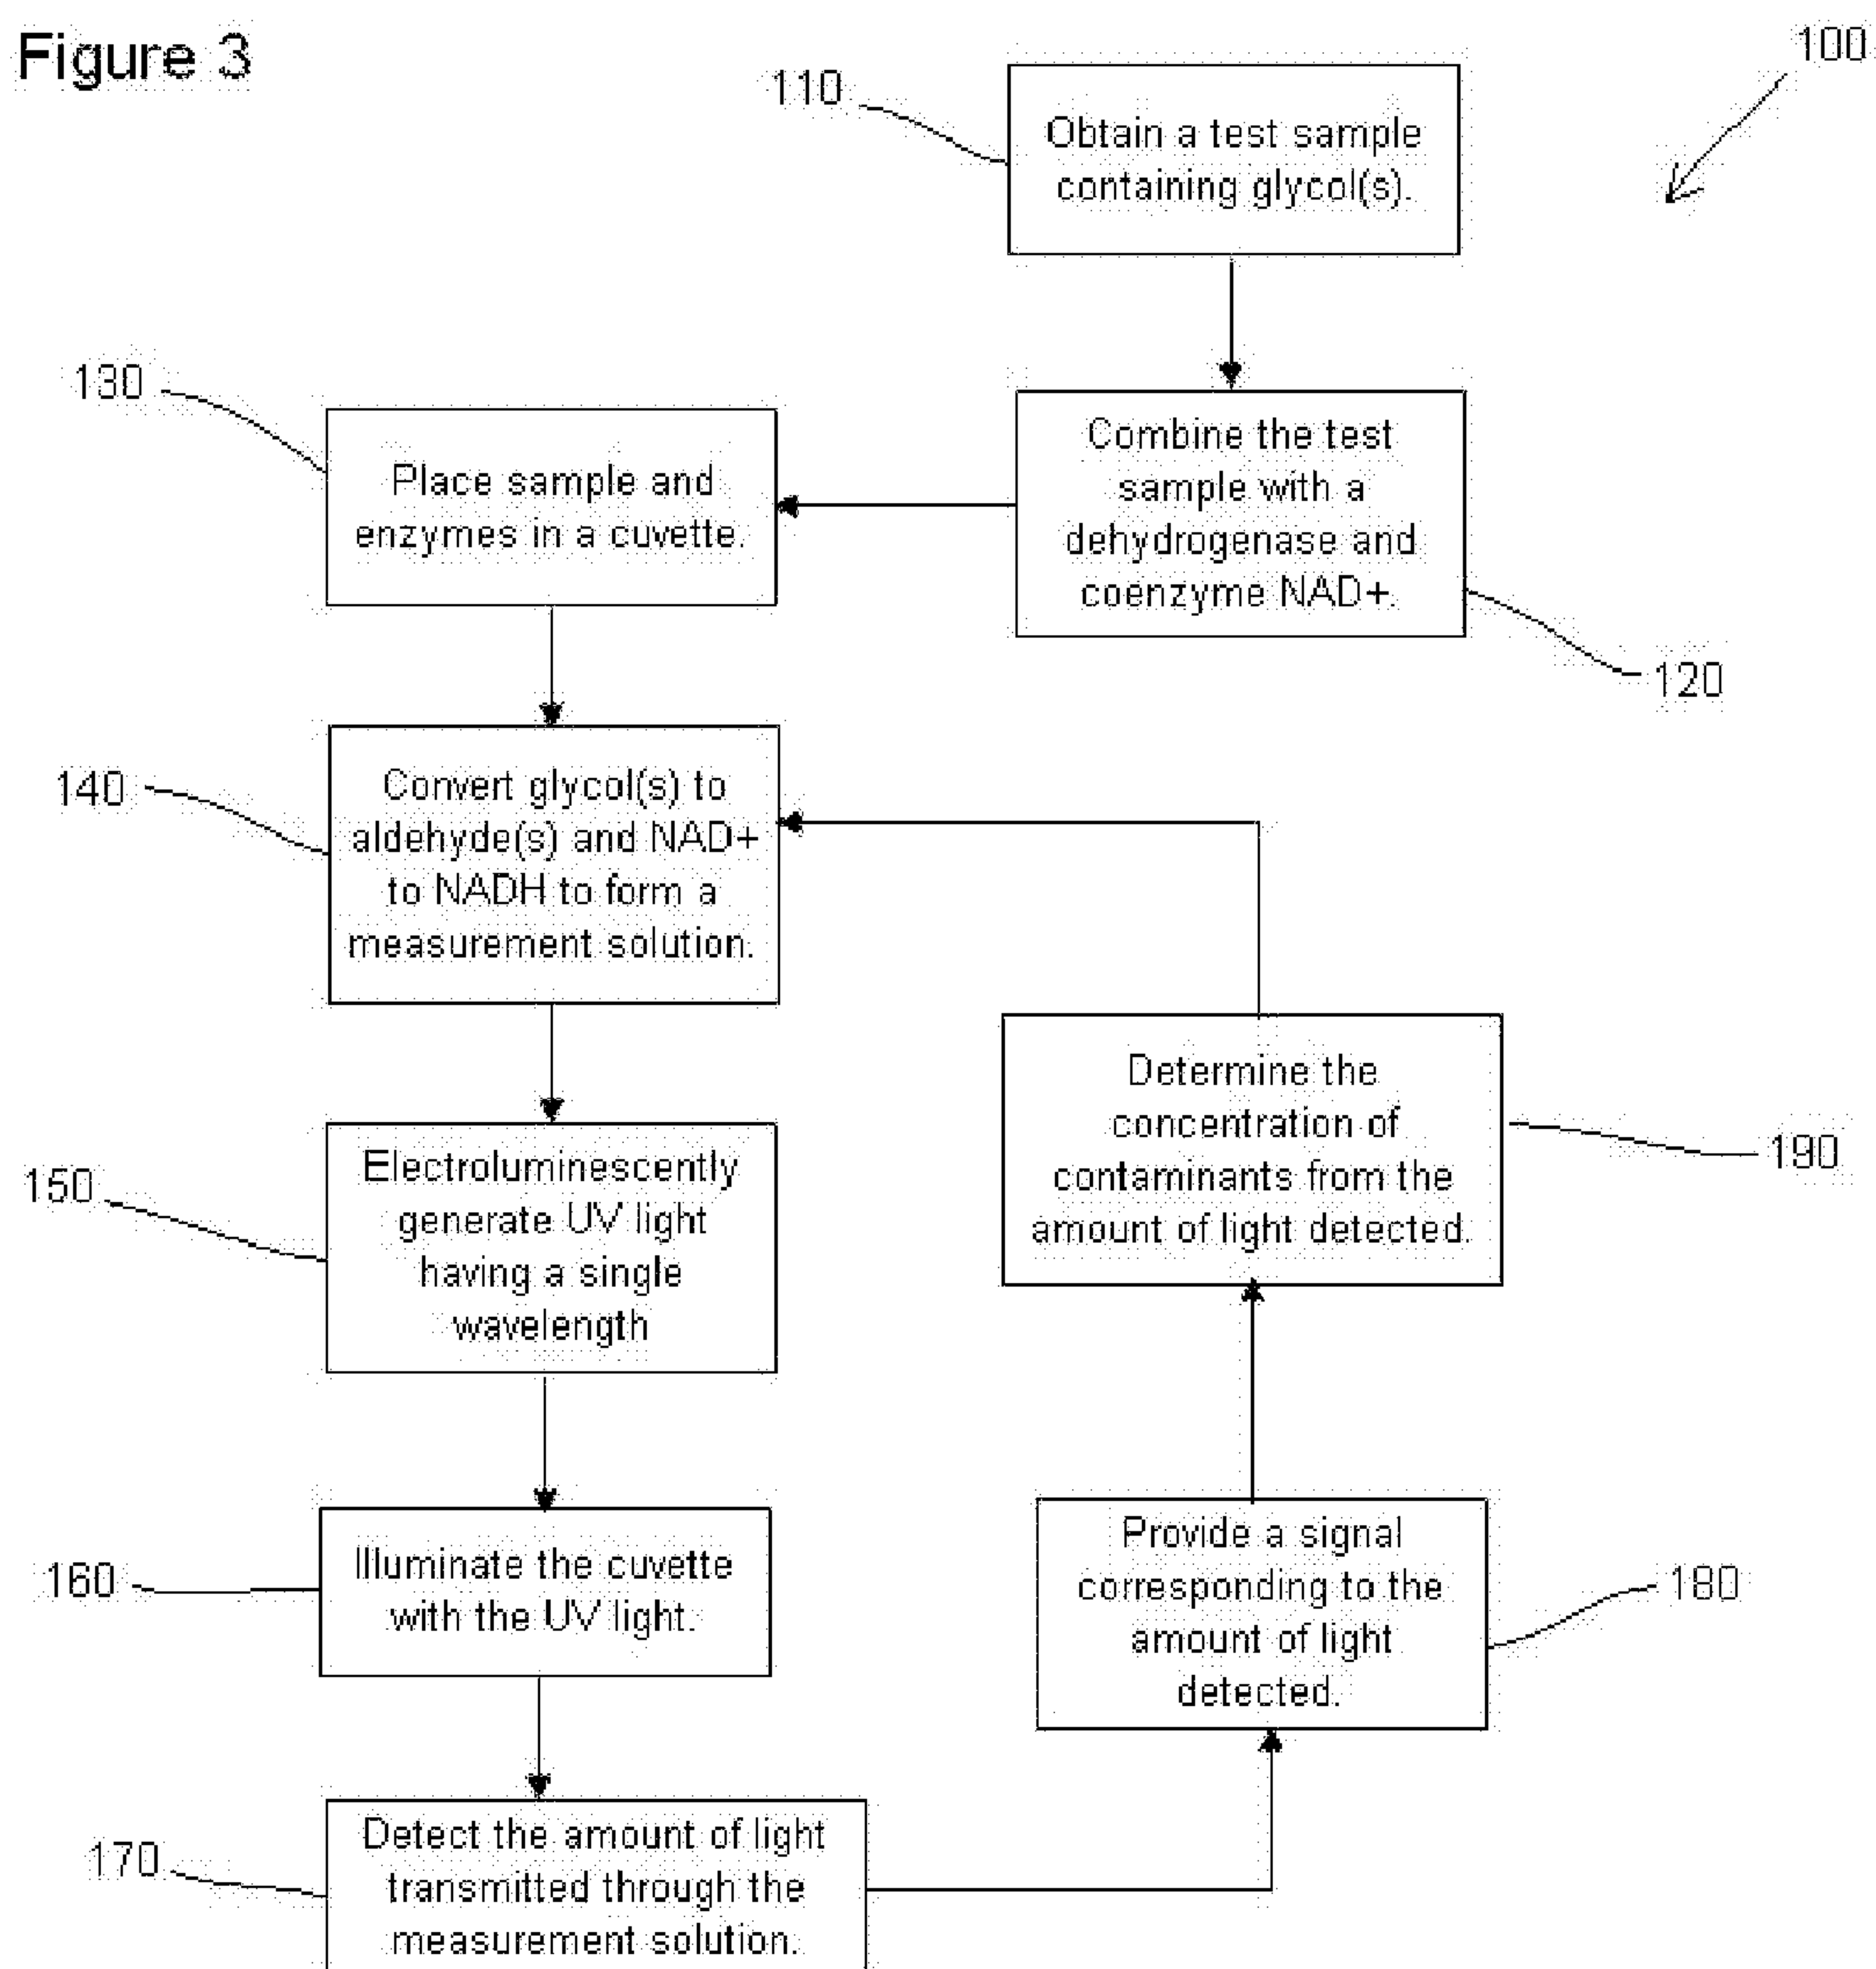 Figure 3
100
110
Obtain a test sample
containing glycol(s).
120
Combine the test
sample with a
dehydrogenase and
coenzyme NAD+.
130
Place sample and
enzymes in a cuvette.
140
Convert glycol(s) to
aldehyde(s) and NAD+
to NADH to form a
measurement solution.
150
Electroluminescently
generate UV light
having a single
wavelength
160
Illuminate the cuvette
with the UV light.
170
Detect the amount of light
transmitted through the
measurement solution.
180
Provide a signal
corresponding to the
amount of light
detected.
190
Determine the
concentration of
contaminants from the
amount of light detected.